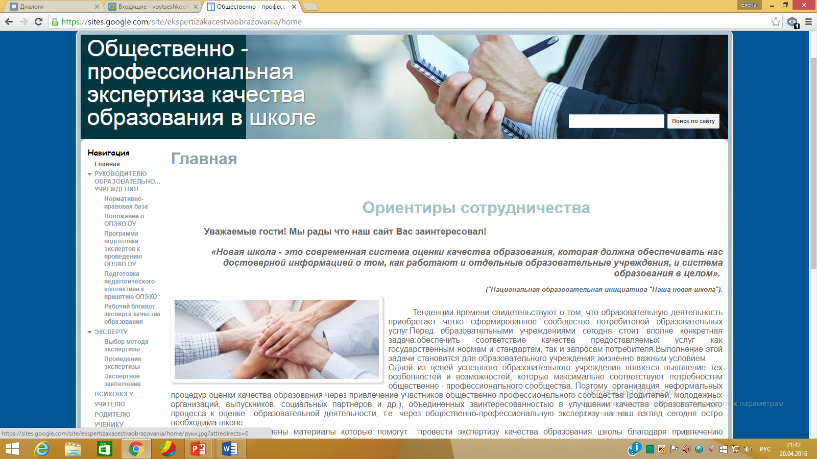 Диалоги
Входящие - voytseshkoc
Общественно - професс
гости
https://sites.google.com/site/ekspertizakacestvaobrazovania/home
Общественно -
профессиональная
экспертиза качества
образования в школе
Поиск по сайту
Навигация
Главная
РУКОВОДИТЕЛЮ
ОБРАЗОВАТЕЛЬНО...
УЧРЕЖДЕНИЯ
Нормативно-
правовая база
Положение о
ОПЭКО ОУ
Программа
подготовки
экспертов к
проведению
ОПЭКО ОУ
Подготовка
педагогического
коллектива к
принятию ОПЭКО
Рабочий блокнот
эксперта качества
образования
ЭКСПЕРТУ
Выбор метода
экспертизы
Проведение
экспертизы
Экспертное
заключение
ПСИХОЛОГУ
УЧИТЕЛЮ
РОДИТЕЛЮ
УЧЕНИКУ
Главная
Ориентиры сотрудничества
Уважаемые гости! Мы рады что наш сайт Вас заинтересовал!
«Новая школа - это современная система оценки качества образования, которая должна обеспечивать нас
достоверной информацией о том, как работают и отдельные образовательные учреждения, и система
образования в целом».
("Национальная образовательная инициатива "Наша новая школа").
Тенденции времени свидетельствуют о том, что образовательную деятельность
приобретает четко сформированное сообщество потребителей образовательных
услуг.Перед образовательными учреждениями сегодня стоит вполне конкретная
задача:обеспечить соответствие качества предоставляемых услуг как
государственным нормам и стандартам, так и запросам потребителя.Выполнение этой
задачи становится для образовательного учреждения жизненно важным условием.
Одной из целей успешного образовательного учреждения является выявление тех
особенностей и возможностей, которые максимально соответствуют потребностям
общественно - профессионального сообщества. Поэтому организация неформальных
процедур оценки качества образования через привлечение участников общественно профессионального сообщества (родителей, молодежных
организаций, выпускников, социальных партнеров и др.), объединенных заинтересованностью в улучшении качества образовательного
процесса к оценке образовательной деятельности, т.е через общественно-профессиональную экспертизу на наш взгляд сегодня остро
необходима школе.
лены материалы которые помогут провести экспертизу качества образования школы благодаря привлечению
к параметрам
https://sites.google.com/site/ekspertizakacestvaobrazovania/home/руки.jpg?attredirects=0
РУС
21:42
20.04.2016